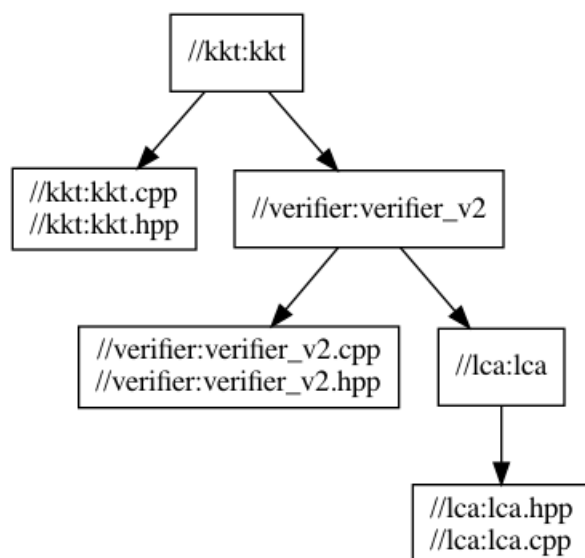 //kkt:kkt
//kkt:kkt.cpp
//kkt:kkt.hpp
//verifier:verifier_v2
//verifier:verifier_v2.cpp
//verifier:verifier_v2.hpp
//lca:lca
//lca:lca.hpp
//lca:lca.cpp